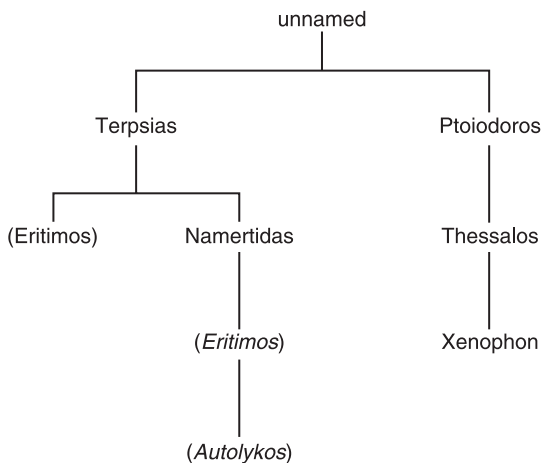 unnamed
Terpsias Ptoiodoros
(Eritimos) Namertidas Thessalos
(Eritimos) Xenophon
(Autolykos)